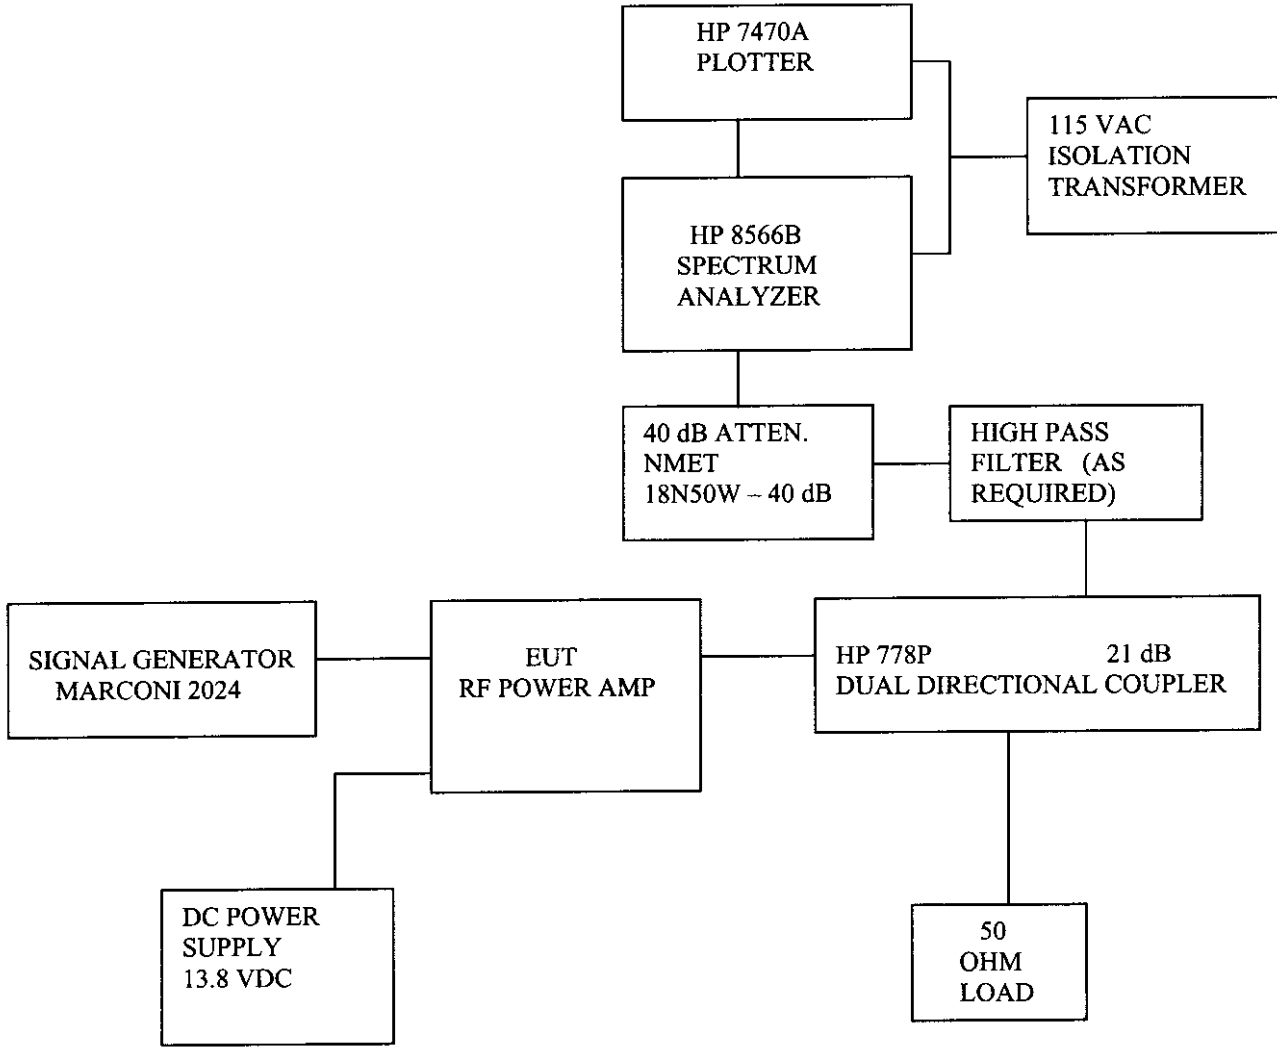 HP 7470A
PLOTTER
115 VAC
ISOLATION
TRANSFORMER
HP 8566B
SPECTRUM
ANALYZER
40 dB ATTEN.
NMET
18N50W – 40 dB
HIGH PASS
FILTER (AS
REQUIRED)
SIGNAL GENERATOR
MARCONI 2024
EUT
RF POWER AMP
HP 778P 21 dB
DUAL DIRECTIONAL COUPLER
DC POWER
SUPPLY
13.8 VDC
50
OHM
LOAD